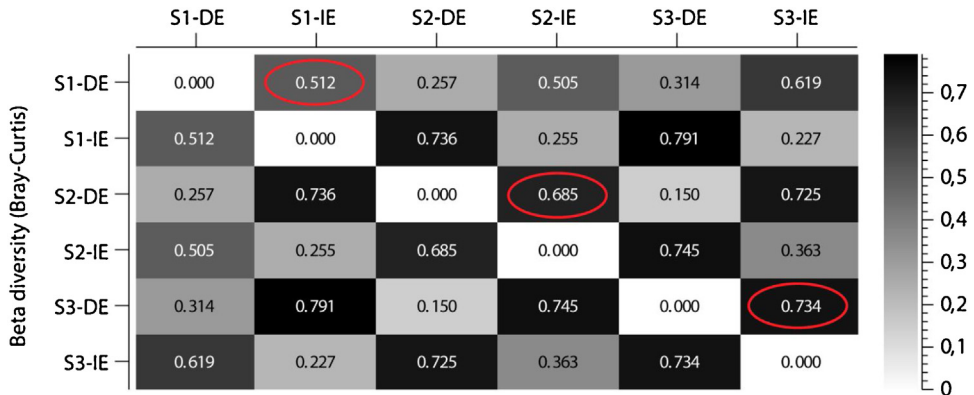 S1-DE S1-IE S2-DE S2-IE S3-DE S3-IE
Beta diversity (Bray-Curtis)
S1-DE 0.000 0.512 0.257 0.505 0.314 0.619
S1-IE 0.512 0.000 0.736 0.255 0.791 0.227
S2-DE 0.257 0.736 0.000 0.685 0.150 0.725
S2-IE 0.505 0.255 0.685 0.000 0.745 0.363
S3-DE 0.314 0.791 0.150 0.745 0.000 0.734
S3-IE 0.619 0.227 0.725 0.363 0.734 0.000
0,7
0,6
0,5
0,4
0,3
0,2
0,1
0